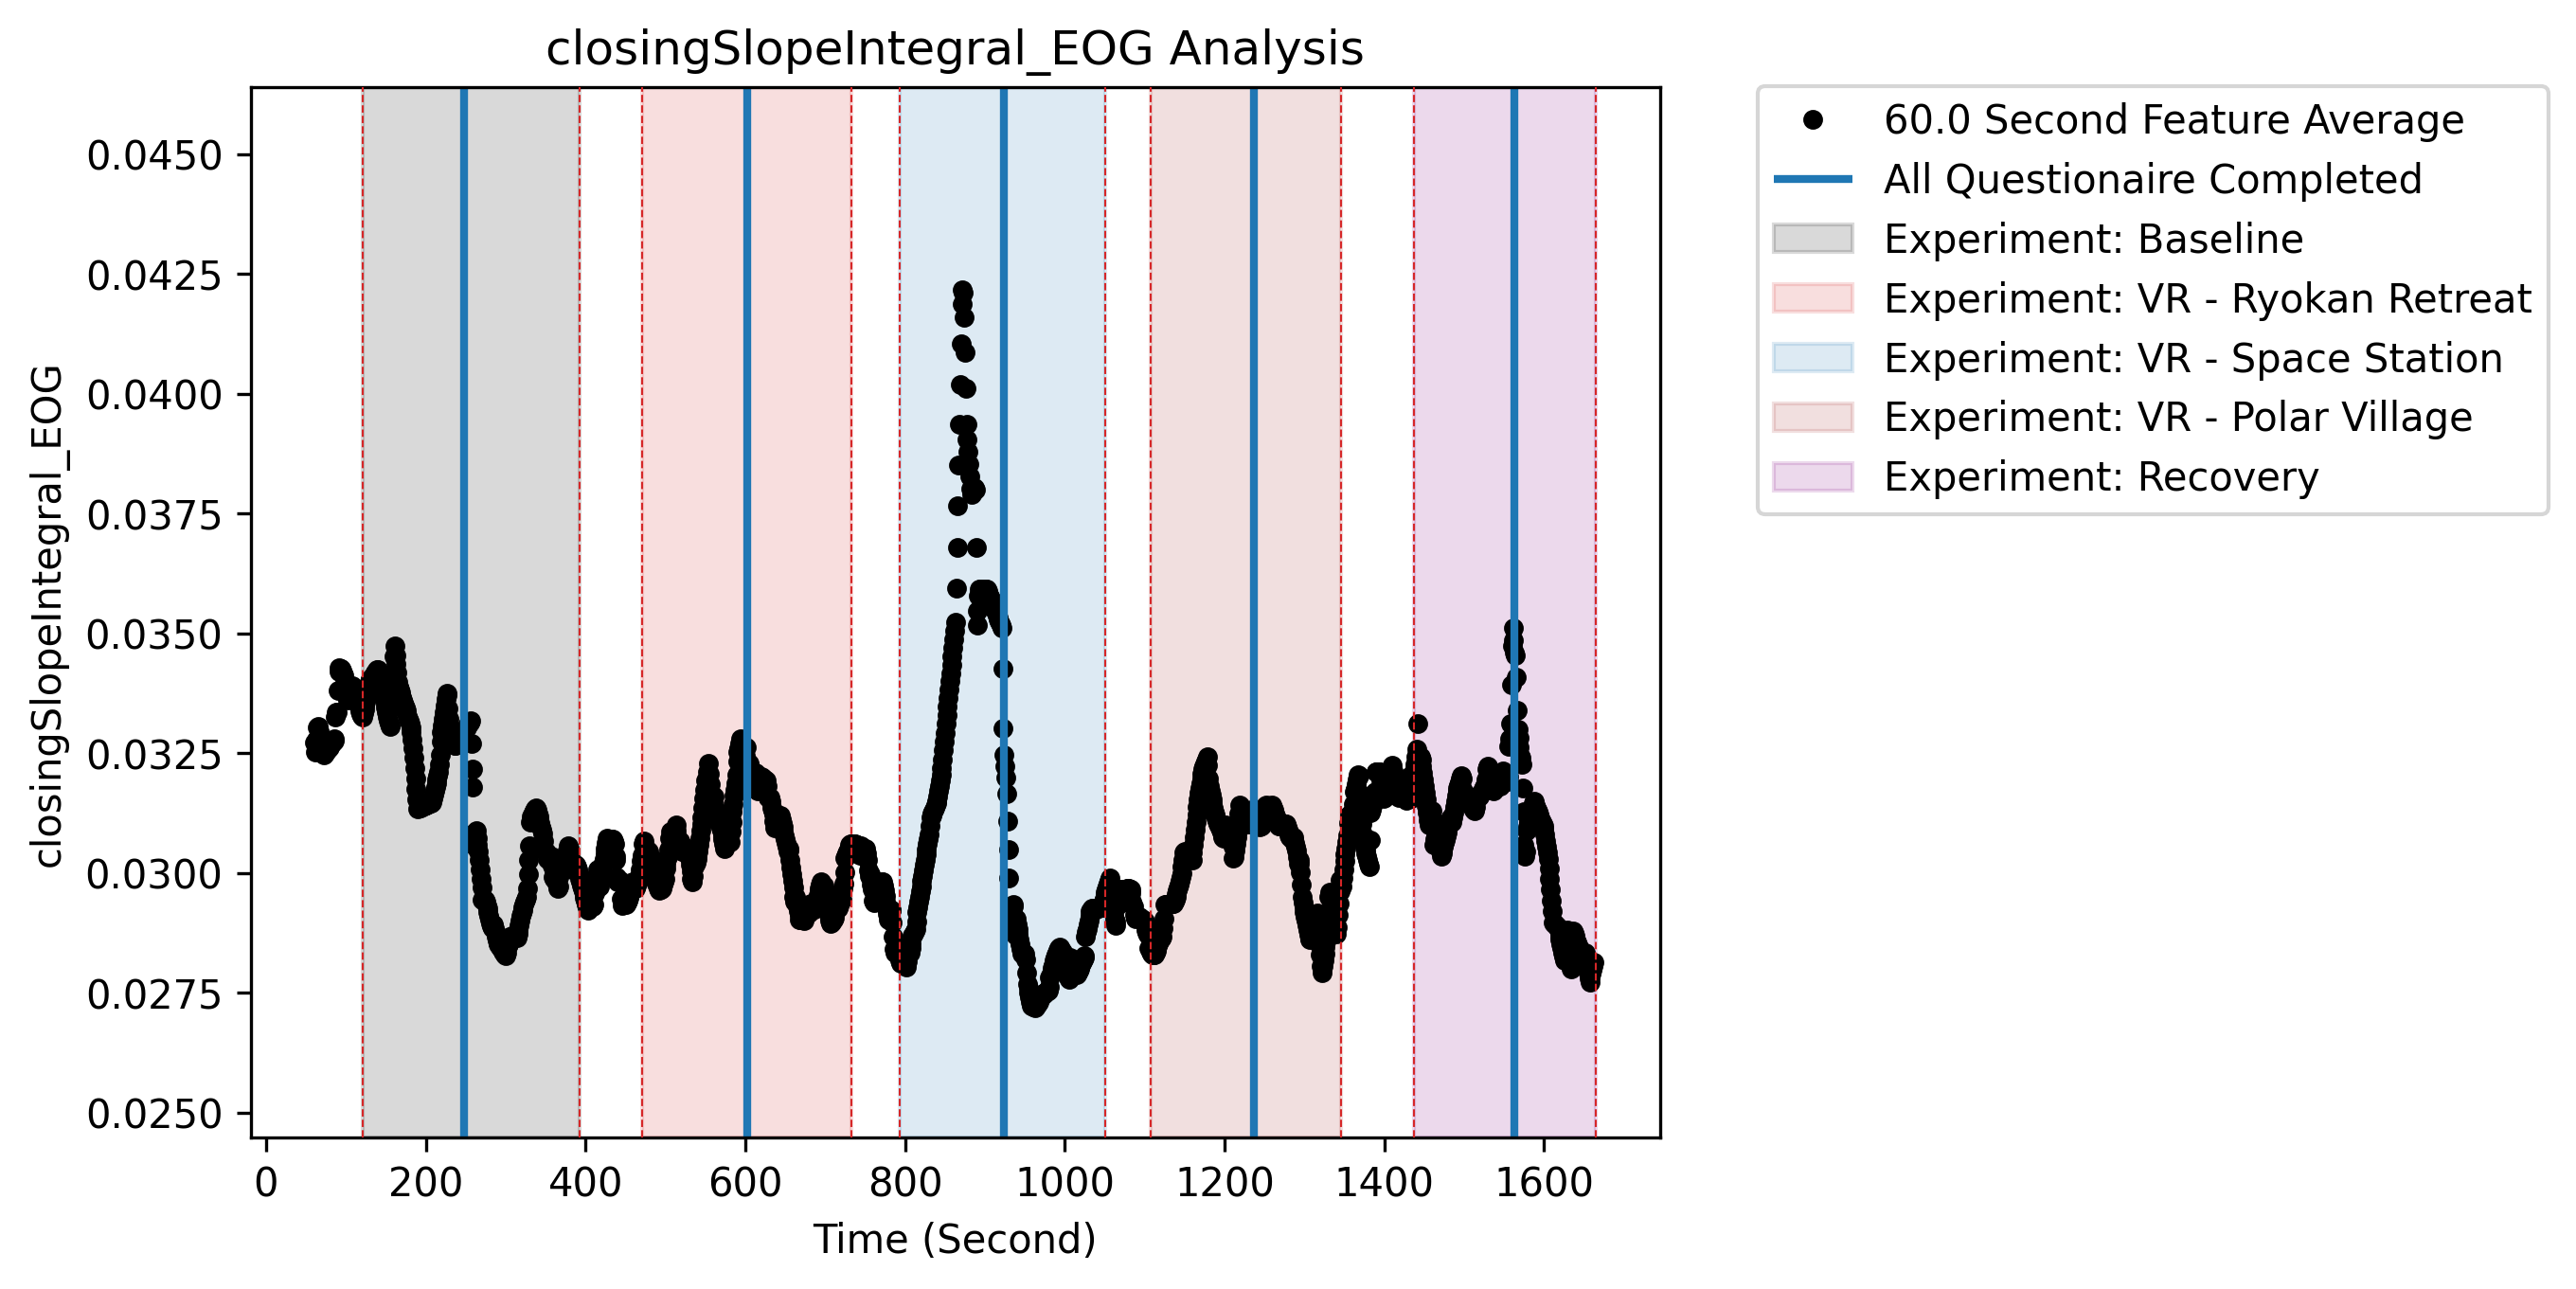 closingSlopeIntegral_EOG Analysis
closingSlopeIntegral_EOG
0.0450
0.0425
0.0400
0.0375
0.0350
0.0325
0.0300
0.0275
0.0250
0 200 400 600 800 1000 1200 1400 1600
Time (Second)
60.0 Second Feature Average
All Questionaire Completed
Experiment: Baseline
Experiment: VR - Ryokan Retreat
Experiment: VR - Space Station
Experiment: VR - Polar Village
Experiment: Recovery